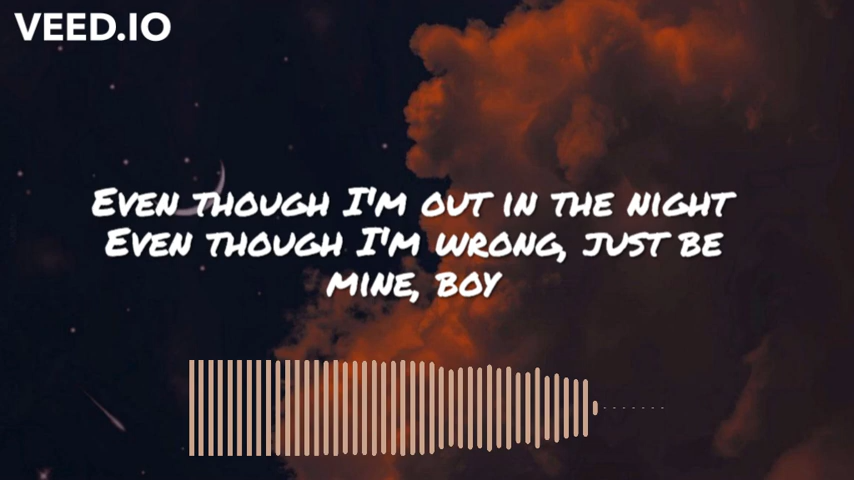 VEED.IO
Even though I'm out in the night
Even though I'm wrong, just be
mine, boy